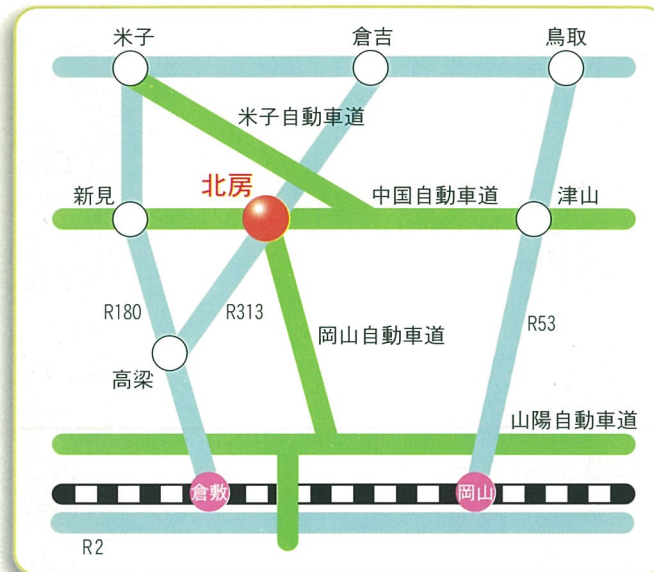 米子
倉吉
鳥取
米子自動車道
新見
北房
中国自動車道
津山
R180
R313
岡山自動車道
R53
高梁
山陽自動車道
倉敷
岡山
R2